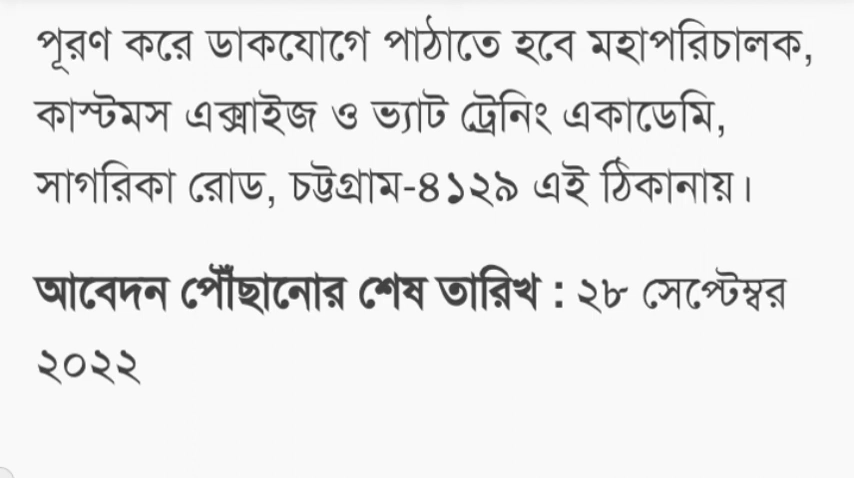 পূরণ করে ডাকযোগে পাঠাতে হবে মহাপরিচালক,
কাস্টমস এক্সাইজ ও ভ্যাট ট্রেনিং একাডেমি,
সাগরিকা রোড, চট্টগ্রাম-৪১২৯ এই ঠিকানায়।
আবেদন পৌঁছানোর শেষ তারিখ : ২৮ সেপ্টেম্বর
২০২২